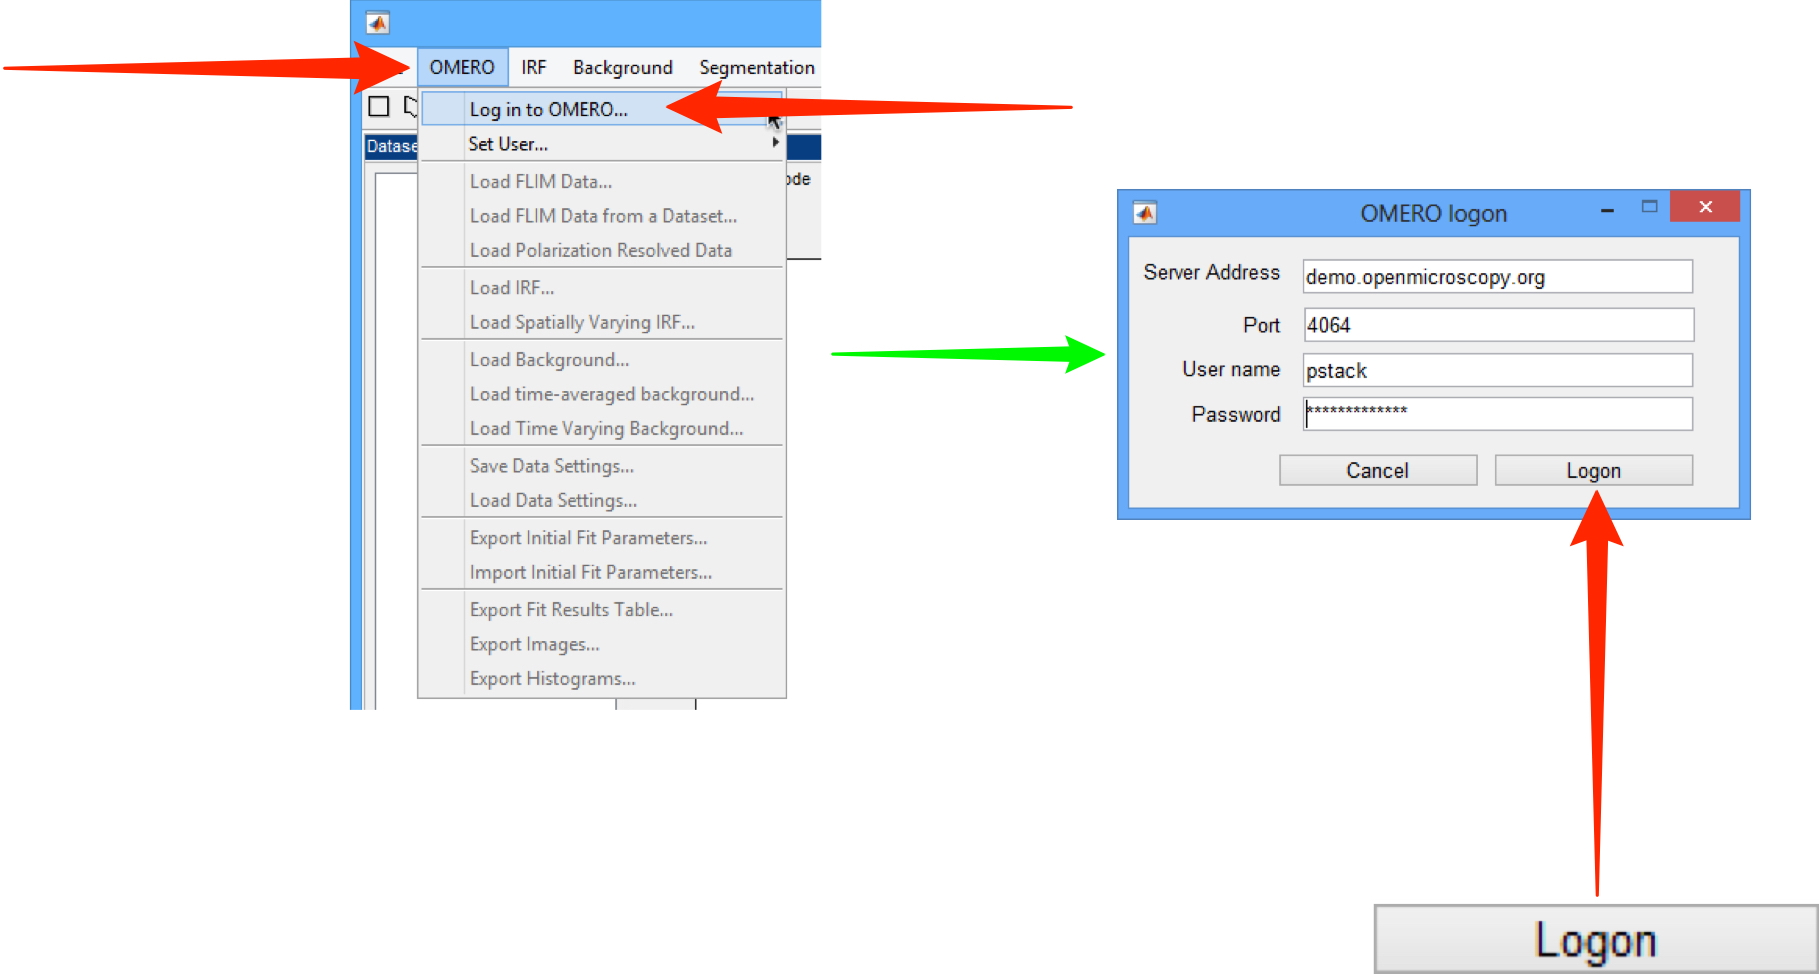 OMERO IRF Background Segmentation
Log in to OMERO...
Set User...
Load FLIM Data...
Load FLIM Data from a Dataset...
Load Polarization Resolved Data
Load IRF...
Load Spatially Varying IRF...
Load Background...
Load time-averaged background...
Load Time Varying Background...
Save Data Settings...
Load Data Settings...
Export Initial Fit Parameters...
Import Initial Fit Parameters...
Export Fit Results Table...
Export Images...
Export Histograms...
OMERO logon
Server Address demo.openmicroscopy.org
Port 4064
User name pstack
Password *************
Cancel Logon
Logon